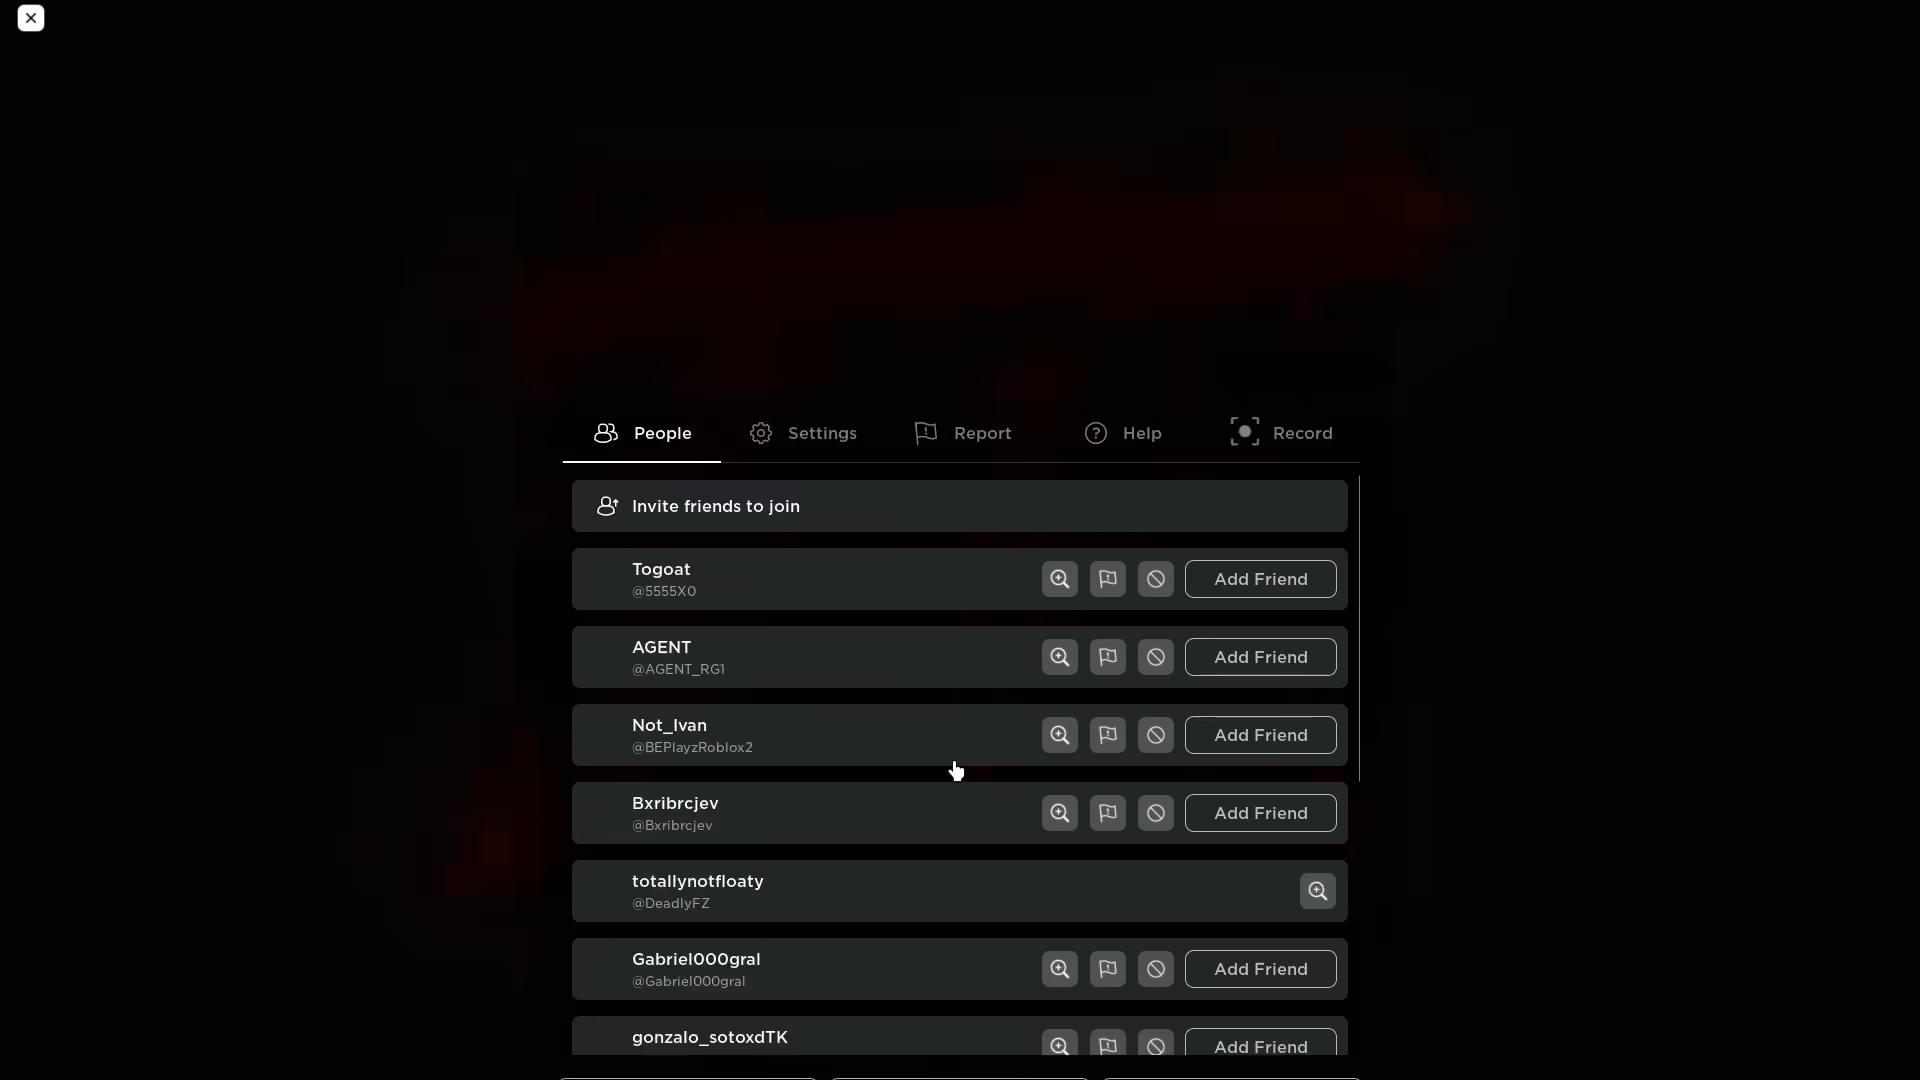 People
Settings
Report
Help
Record
Invite friends to join
Togoat
@5555X0
Add Friend
AGENT
@AGENT_RG1
Add Friend
Not_Ivan
@BEPlayzRoblox2
Add Friend
Bxribrcjev
@Bxribrcjev
Add Friend
totallynotfloaty
@DeadlyFZ
Gabriel000gral
@Gabriel000gral
Add Friend
gonzalo_sotoxdTK
Add Friend